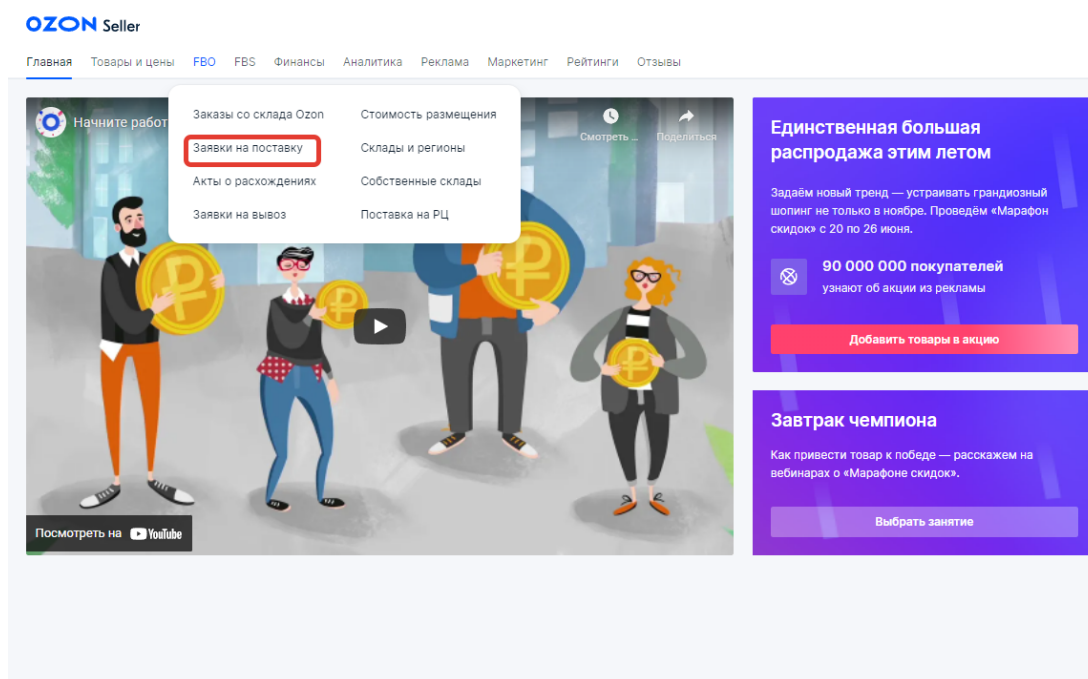 OZON Seller
Главная Товары и цены FBO FBS Финансы Аналитика Реклама Маркетинг Рейтинги Отзывы
Начните работ
Смотреть ...
Поделиться
Заказы со склада Ozon
Стоимость размещения
Заявки на поставку
Склады и регионы
Акты о расхождениях
Собственные склады
Заявки на вывоз
Поставка на РЦ
Посмотреть на YouTube
Единственная большая
распродажа этим летом
Задаём новый тренд — устраивать грандиозный
шопинг не только в ноябре. Проведём «Марафон
скидок» с 20 по 26 июня.
90 000 000 покупателей
узнают об акции из рекламы
Добавить товары в акцию
Завтрак чемпиона
Как привести товар к победе — расскажем на
вебинарах о «Марафоне скидок».
Выбрать занятие